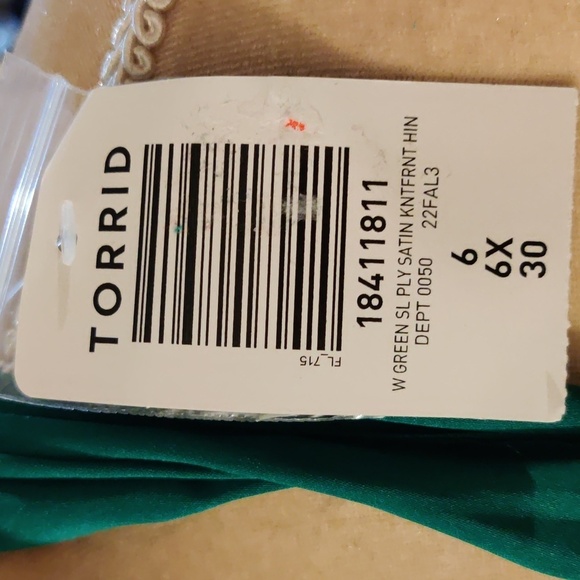 TORRID
FL_715
18411811
W GREEN SL PLY SATIN KNTFRNT HIN
DEPT 0050 22FAL3
6
6X
30